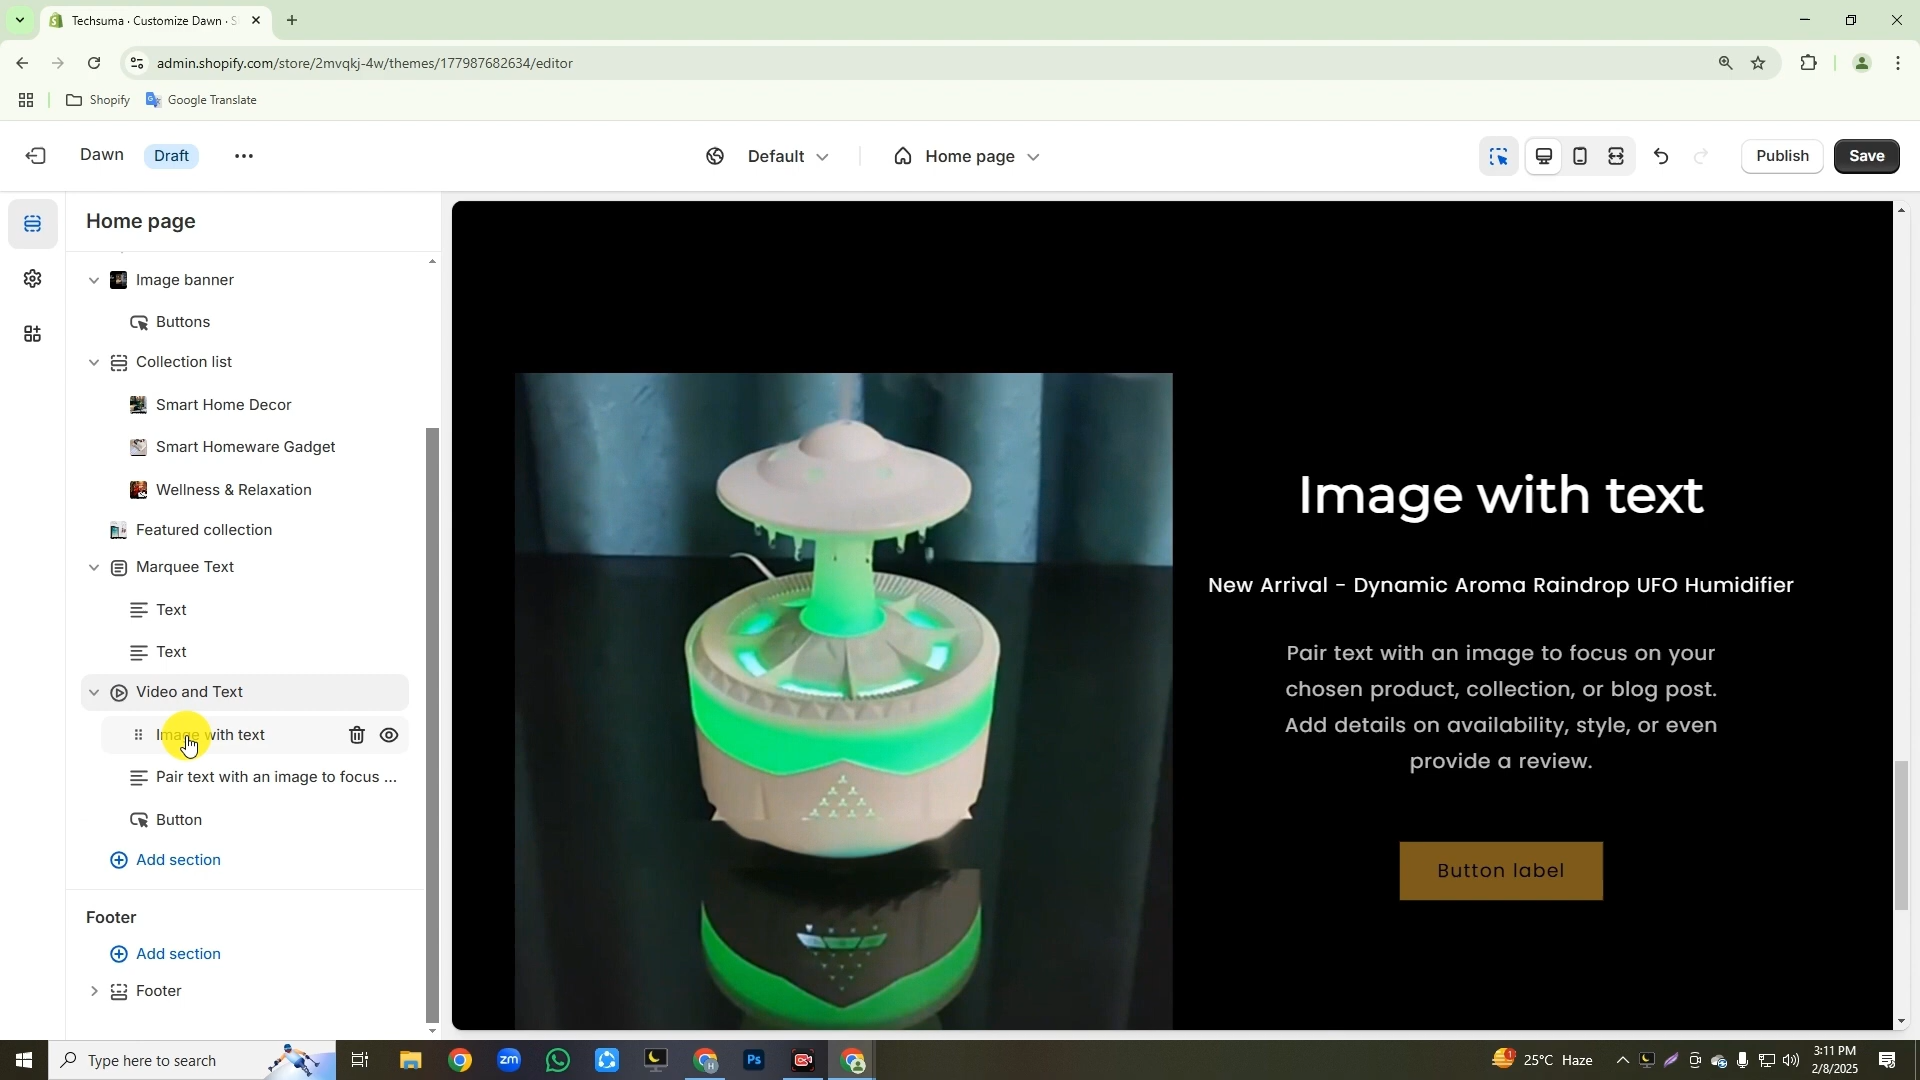 Techsuma · Customize Dawn · S
admin.shopify.com/store/2mvqkj-4w/themes/177987682634/editor
Shopify
Google Translate
Dawn
Draft
Default
Home page
Publish
Save
Home page
Image banner
Buttons
Collection list
Smart Home Decor
Smart Homeware Gadget
Wellness & Relaxation
Featured collection
Marquee Text
Text
Text
Video and Text
Image with text
Pair text with an image to focus ...
Button
Add section
Footer
Add section
Footer
Image with text
New Arrival - Dynamic Aroma Raindrop UFO Humidifier
Pair text with an image to focus on your
chosen product, collection, or blog post.
Add details on availability, style, or even
provide a review.
Button label
Type here to search
zm
Ps
H
1
25°C Haze
3:11 PM
2/8/2025